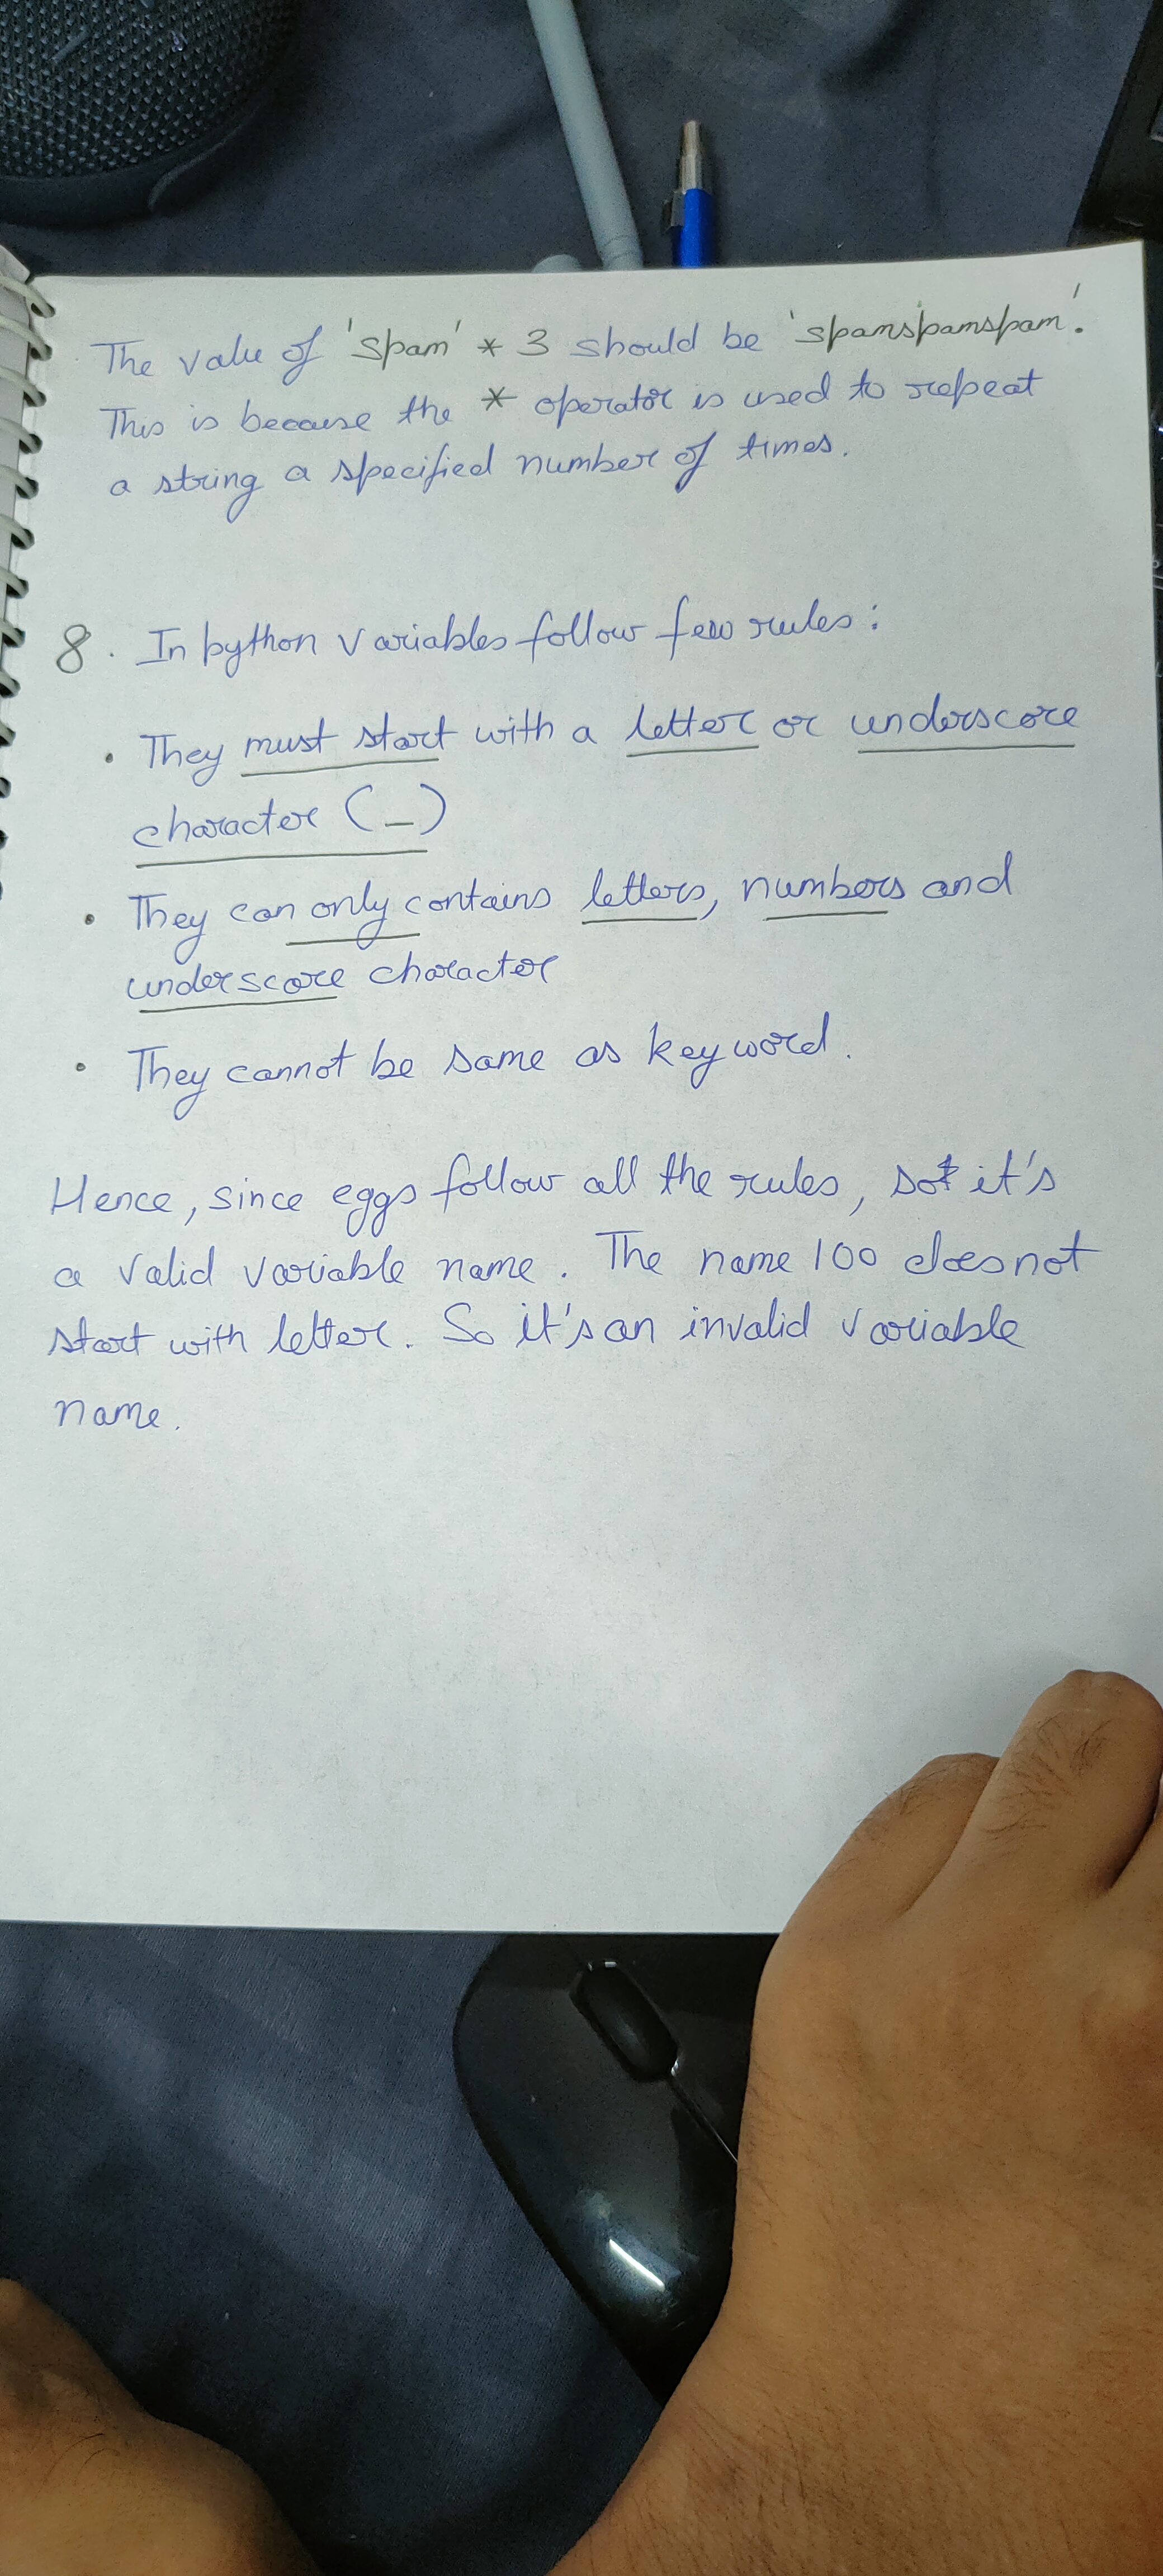 The value of 'spam' * 3 should be 'spamspamspam'.
This is because the * operator is used to repeat
a string a specified number of times.
8. In python variables follow few rules:
• They must start with a letter or underscore
character (_)
• They can only contains letters, numbers and
underscore character
• They cannot be same as keyword.
Hence, since eggs follow all the rules, so it's
a valid variable name. The name 100 does not
start with letter. So it's an invalid variable
name.